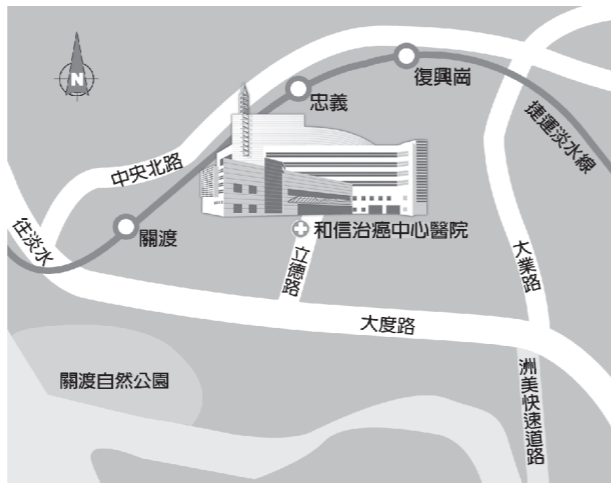 N
復興崗
忠義
捷運淡水線
中央北路
往淡水
關渡
和信治癌中心醫院
立德路
大業路
大度路
關渡自然公園
洲美快速道路